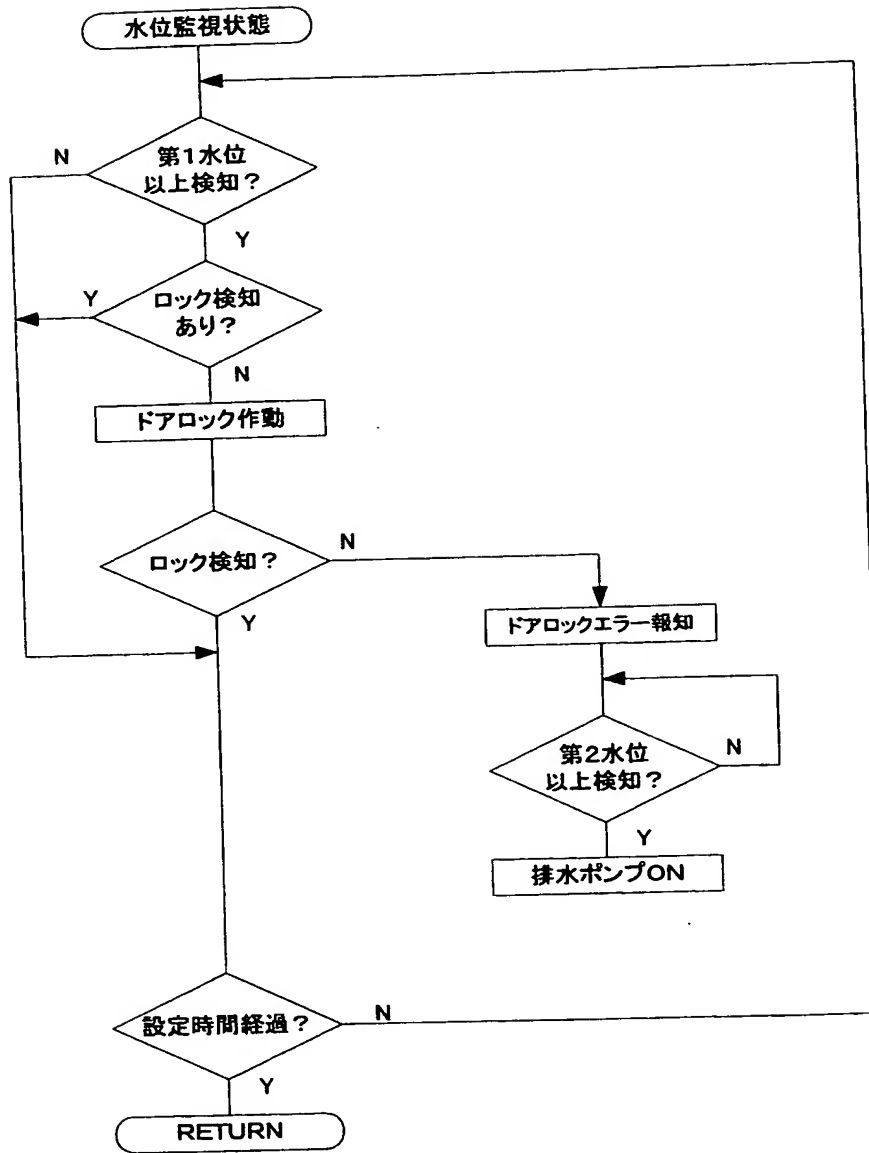 水位監視状態
N
第1水位
以上検知?
Y
Y
ロック検知
あり?
N
ドアロック作動
ロック検知?
N
Y
ドアロックエラー報知
第2水位
以上検知?
N
Y
排水ポンプON
設定時間経過?
N
Y
RETURN